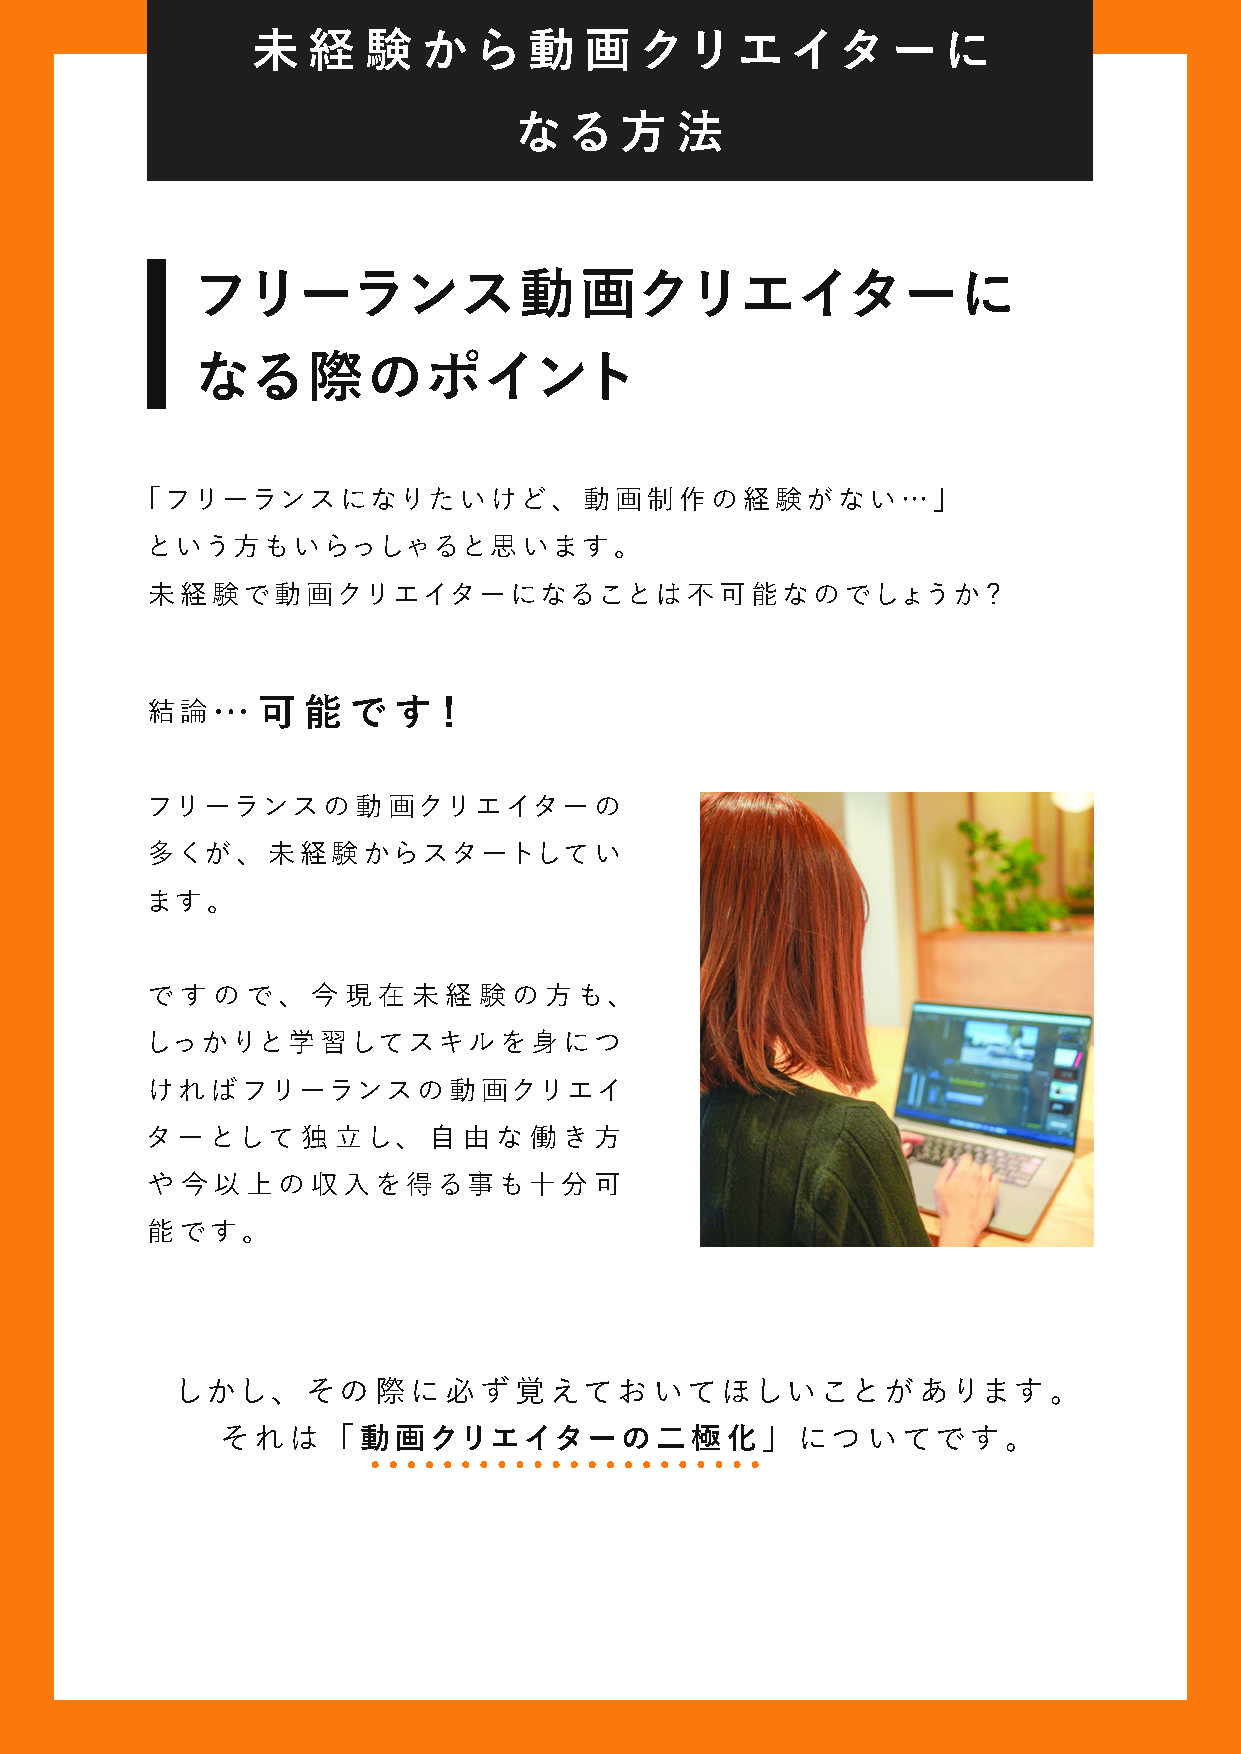 未経験から動画クリエイターに
なる方法
フリーランス動画クリエイターに
なる際のポイント
「フリーランスになりたいけど、動画制作の経験がない…」
という方もいらっしゃると思います。
未経験で動画クリエイターになることは不可能なのでしょうか？
結論…可能です！
フリーランスの動画クリエイターの
多くが、未経験からスタートしてい
ます。
ですので、今現在未経験の方も、
しっかりと学習してスキルを身につ
ければフリーランスの動画クリエイ
ターとして独立し、自由な働き方
や今以上の収入を得る事も十分可
能です。
しかし、その際に必ず覚えておいてほしいことがあります。
それは「動画クリエイターの二極化」についてです。